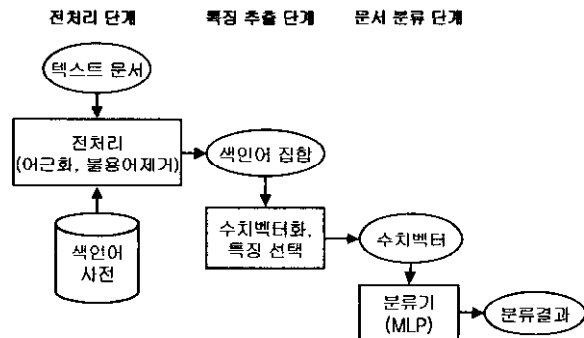 전처리 단계 특징 추출 단계 문서 분류 단계
텍스트 문서
전처리
(어근화, 불용어제거)
색인어 집합
색인어
사전
수치벡터화,
특징 선택
수치벡터
분류기
(MLP)
분류결과